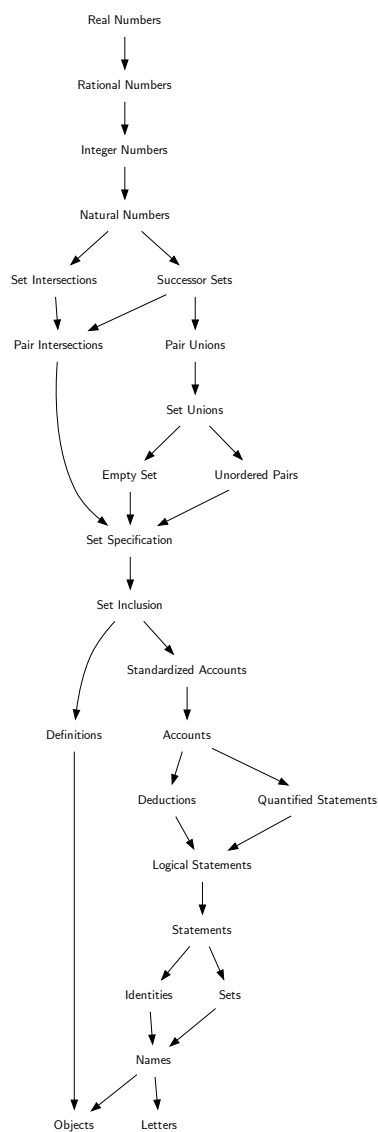 Real Numbers
Rational Numbers
Integer Numbers
Natural Numbers
Set Intersections
Successor Sets
Pair Intersections
Pair Unions
Set Unions
Empty Set
Unordered Pairs
Set Specification
Set Inclusion
Standardized Accounts
Definitions
Accounts
Deductions
Quantified Statements
Logical Statements
Statements
Identities
Sets
Names
Objects
Letters